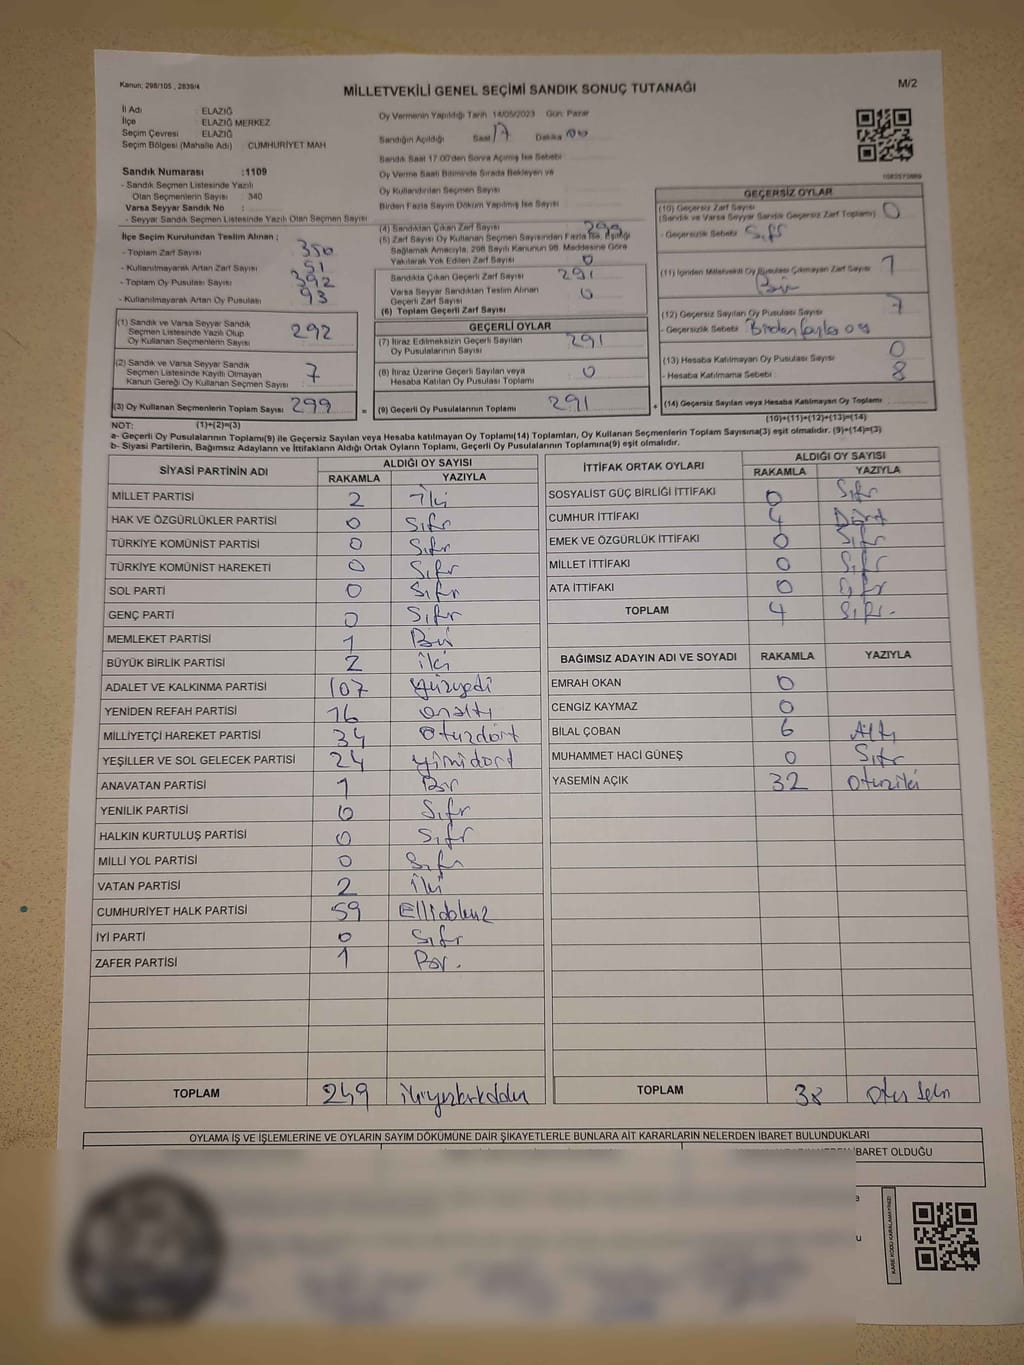 Kanun; 298/105 , 2839/4
MİLLETVEKİLİ GENEL SEÇİMİ SANDIK SONUÇ TUTANAĞI
M/2
İl Adı : ELAZIĞ
İlçe : ELAZIĞ MERKEZ
Seçim Çevresi : ELAZIĞ
Seçim Bölgesi (Mahalle Adı) : CUMHURİYET MAH
Sandık Numarası :1109
- Sandık Seçmen Listesinde Yazılı
Olan Seçmenlerin Sayısı : 340
Varsa Seyyar Sandık No :
- Seyyar Sandık Seçmen Listesinde Yazılı Olan Seçmen Sayısı
Oy Vermenin Yapıldığı Tarih: 14/05/2023 Gün: Pazar
Sandığın Açıldığı Saat 17 Dakika 00
Sandık Saat 17:00'den Sonra Açılmış İse Sebebi
Oy Verme Saati Bitiminde Sırada Bekleyen ve
Oy Kullandırılan Seçmen Sayısı
Birden Fazla Sayım Döküm Yapılmış İse Sayısı
İlçe Seçim Kurulundan Teslim Alınan ;
- Toplam Zarf Sayısı : 350
- Kullanılmayarak Artan Zarf Sayısı : 51
- Toplam Oy Pusulası Sayısı : 392
- Kullanılmayarak Artan Oy Pusulası : 93
(1) Sandık ve Varsa Seyyar Sandık
Seçmen Listesinde Yazılı Olup
Oy Kullanan Seçmenlerin Sayısı 292
(2) Sandık ve Varsa Seyyar Sandık
Seçmen Listesinde Kayıtlı Olmayan
Kanun Gereği Oy Kullanan Seçmen Sayısı 7
(3) Oy Kullanan Seçmenlerin Toplam Sayısı 299
(4) Sandıktan Çıkan Zarf Sayısı 299
(5) Zarf Sayısı Oy Kullanan Seçmen Sayısından Fazla İse, Eşitliği
Sağlamak Amacıyla, 298 Sayılı Kanunun 98. Maddesine Göre
Yakılarak Yok Edilen Zarf Sayısı 0
Sandıkta Çıkan Geçerli Zarf Sayısı 291
Varsa Seyyar Sandıktan Teslim Alınan
Geçerli Zarf Sayısı 0
(6) Toplam Geçerli Zarf Sayısı
GEÇERLİ OYLAR
(7) İtiraz Edilmeksizin Geçerli Sayılan
Oy Pusulalarının Sayısı 291
(8) İtiraz Üzerine Geçerli Sayılan veya
Hesaba Katılan Oy Pusulası Toplamı 0
= (9) Geçerli Oy Pusulalarının Toplamı 291
1083573869
GEÇERSİZ OYLAR
(10) Geçersiz Zarf Sayısı
(Sandık ve Varsa Seyyar Sandık Geçersiz Zarf Toplamı) 0
- Geçersizlik Sebebi : Sıfır
(11) İçinden Milletvekili Oy Pusulası Çıkmayan Zarf Sayısı 1
Bir
(12) Geçersiz Sayılan Oy Pusulası Sayısı 7
- Geçersizlik Sebebi : Birden fazla oy
(13) Hesaba Katılmayan Oy Pusulası Sayısı 0
- Hesaba Katılmama Sebebi : 8
+ (14) Geçersiz Sayılan veya Hesaba Katılmayan Oy Toplamı
NOT: (1)+(2)=(3)
(10)+(11)+(12)+(13)=(14)
a- Geçerli Oy Pusulalarının Toplamı(9) ile Geçersiz Sayılan veya Hesaba katılmayan Oy Toplamı(14) Toplamları, Oy Kullanan Seçmenlerin Toplam Sayısına(3) eşit olmalıdır. (9)+(14)=(3)
b- Siyasi Partilerin, Bağımsız Adayların ve İttifakların Aldığı Ortak Oyların Toplamı, Geçerli Oy Pusulalarının Toplamına(9) eşit olmalıdır.
SİYASİ PARTİNİN ADI ALDIĞI OY SAYISI
RAKAMLA YAZIYLA
MİLLET PARTİSİ 2 İki
HAK VE ÖZGÜRLÜKLER PARTİSİ 0 Sıfır
TÜRKİYE KOMÜNİST PARTİSİ 0 Sıfır
TÜRKİYE KOMÜNİST HAREKETİ 0 Sıfır
SOL PARTİ 0 Sıfır
GENÇ PARTİ 0 Sıfır
MEMLEKET PARTİSİ 1 Bir
BÜYÜK BİRLİK PARTİSİ 2 iki
ADALET VE KALKINMA PARTİSİ 107 yüzyedi
YENİDEN REFAH PARTİSİ 16 onaltı
MİLLİYETÇİ HAREKET PARTİSİ 34 otuzdört
YEŞİLLER VE SOL GELECEK PARTİSİ 24 yirmidört
ANAVATAN PARTİSİ 1 Bir
YENİLİK PARTİSİ 0 Sıfır
HALKIN KURTULUŞ PARTİSİ 0 Sıfır
MİLLİ YOL PARTİSİ 0 Sıfır
VATAN PARTİSİ 2 İki
CUMHURİYET HALK PARTİSİ 59 Ellidokuz
İYİ PARTİ 0 Sıfır
ZAFER PARTİSİ 1 Bir.
TOPLAM 249
İTTİFAK ORTAK OYLARI ALDIĞI OY SAYISI
RAKAMLA YAZIYLA
SOSYALİST GÜÇ BİRLİĞİ İTTİFAKI 0 Sıfır
CUMHUR İTTİFAKI 4 Dört
EMEK VE ÖZGÜRLÜK İTTİFAKI 0 Sıfır
MİLLET İTTİFAKI 0 Sıfır
ATA İTTİFAKI 0 Sıfır
TOPLAM 4 Sıfır.
BAĞIMSIZ ADAYIN ADI VE SOYADI RAKAMLA YAZIYLA
EMRAH OKAN 0
CENGİZ KAYMAZ 0
BİLAL ÇOBAN 6 Altı
MUHAMMET HACİ GÜNEŞ 0 Sıfır
YASEMİN AÇIK 32 Otuziki
TOPLAM 38 Otuz Sekiz
OYLAMA İŞ VE İŞLEMLERİNE VE OYLARIN SAYIM DÖKÜMÜNE DAİR ŞİKAYETLERLE BUNLARA AİT KARARLARIN NELERDEN İBARET BULUNDUKLARI
İBARET OLDUĞU
KARE KODU KARALAMAYINIZ!